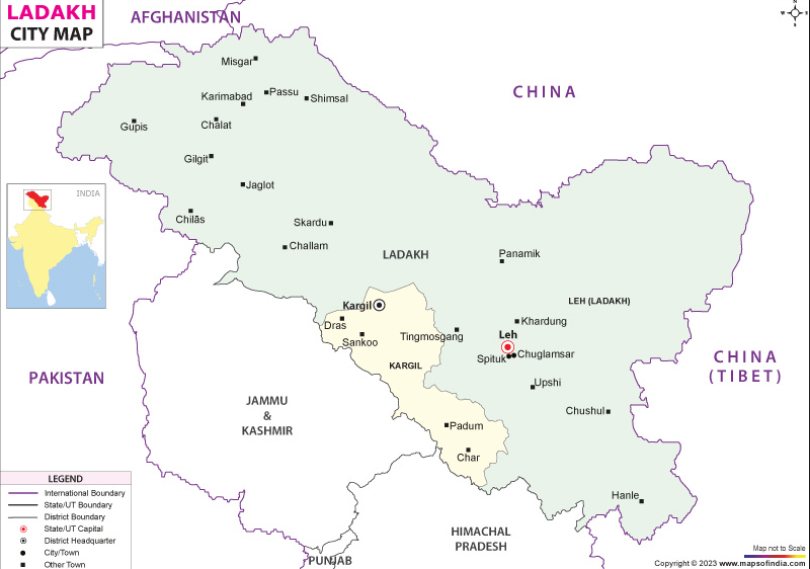 LADAKH
CITY MAP
AFGHANISTAN
CHINA
Misgar
Passu
Karimabad
Shimsal
Gupis
Chalat
Gilgit
Jaglot
INDIA
Chilās
Skardu
Challam
LADAKH
Panamik
LEH (LADAKH)
Kargil
Dras
Khardung
Sankoo
Tingmosgang
Leh
Spituk
Chuglamsar
CHINA
(TIBET)
KARGIL
PAKISTAN
Upshi
JAMMU
&
KASHMIR
Chushul
Padum
Char
Hanle
LEGEND
International Boundary
State/UT Boundary
District Boundary
State/UT Capital
District Headquarter
City/Town
Other Town
HIMACHAL
PRADESH
PUNJAB
Map not to Scale
Copyright © 2023 www.mapsofindia.com